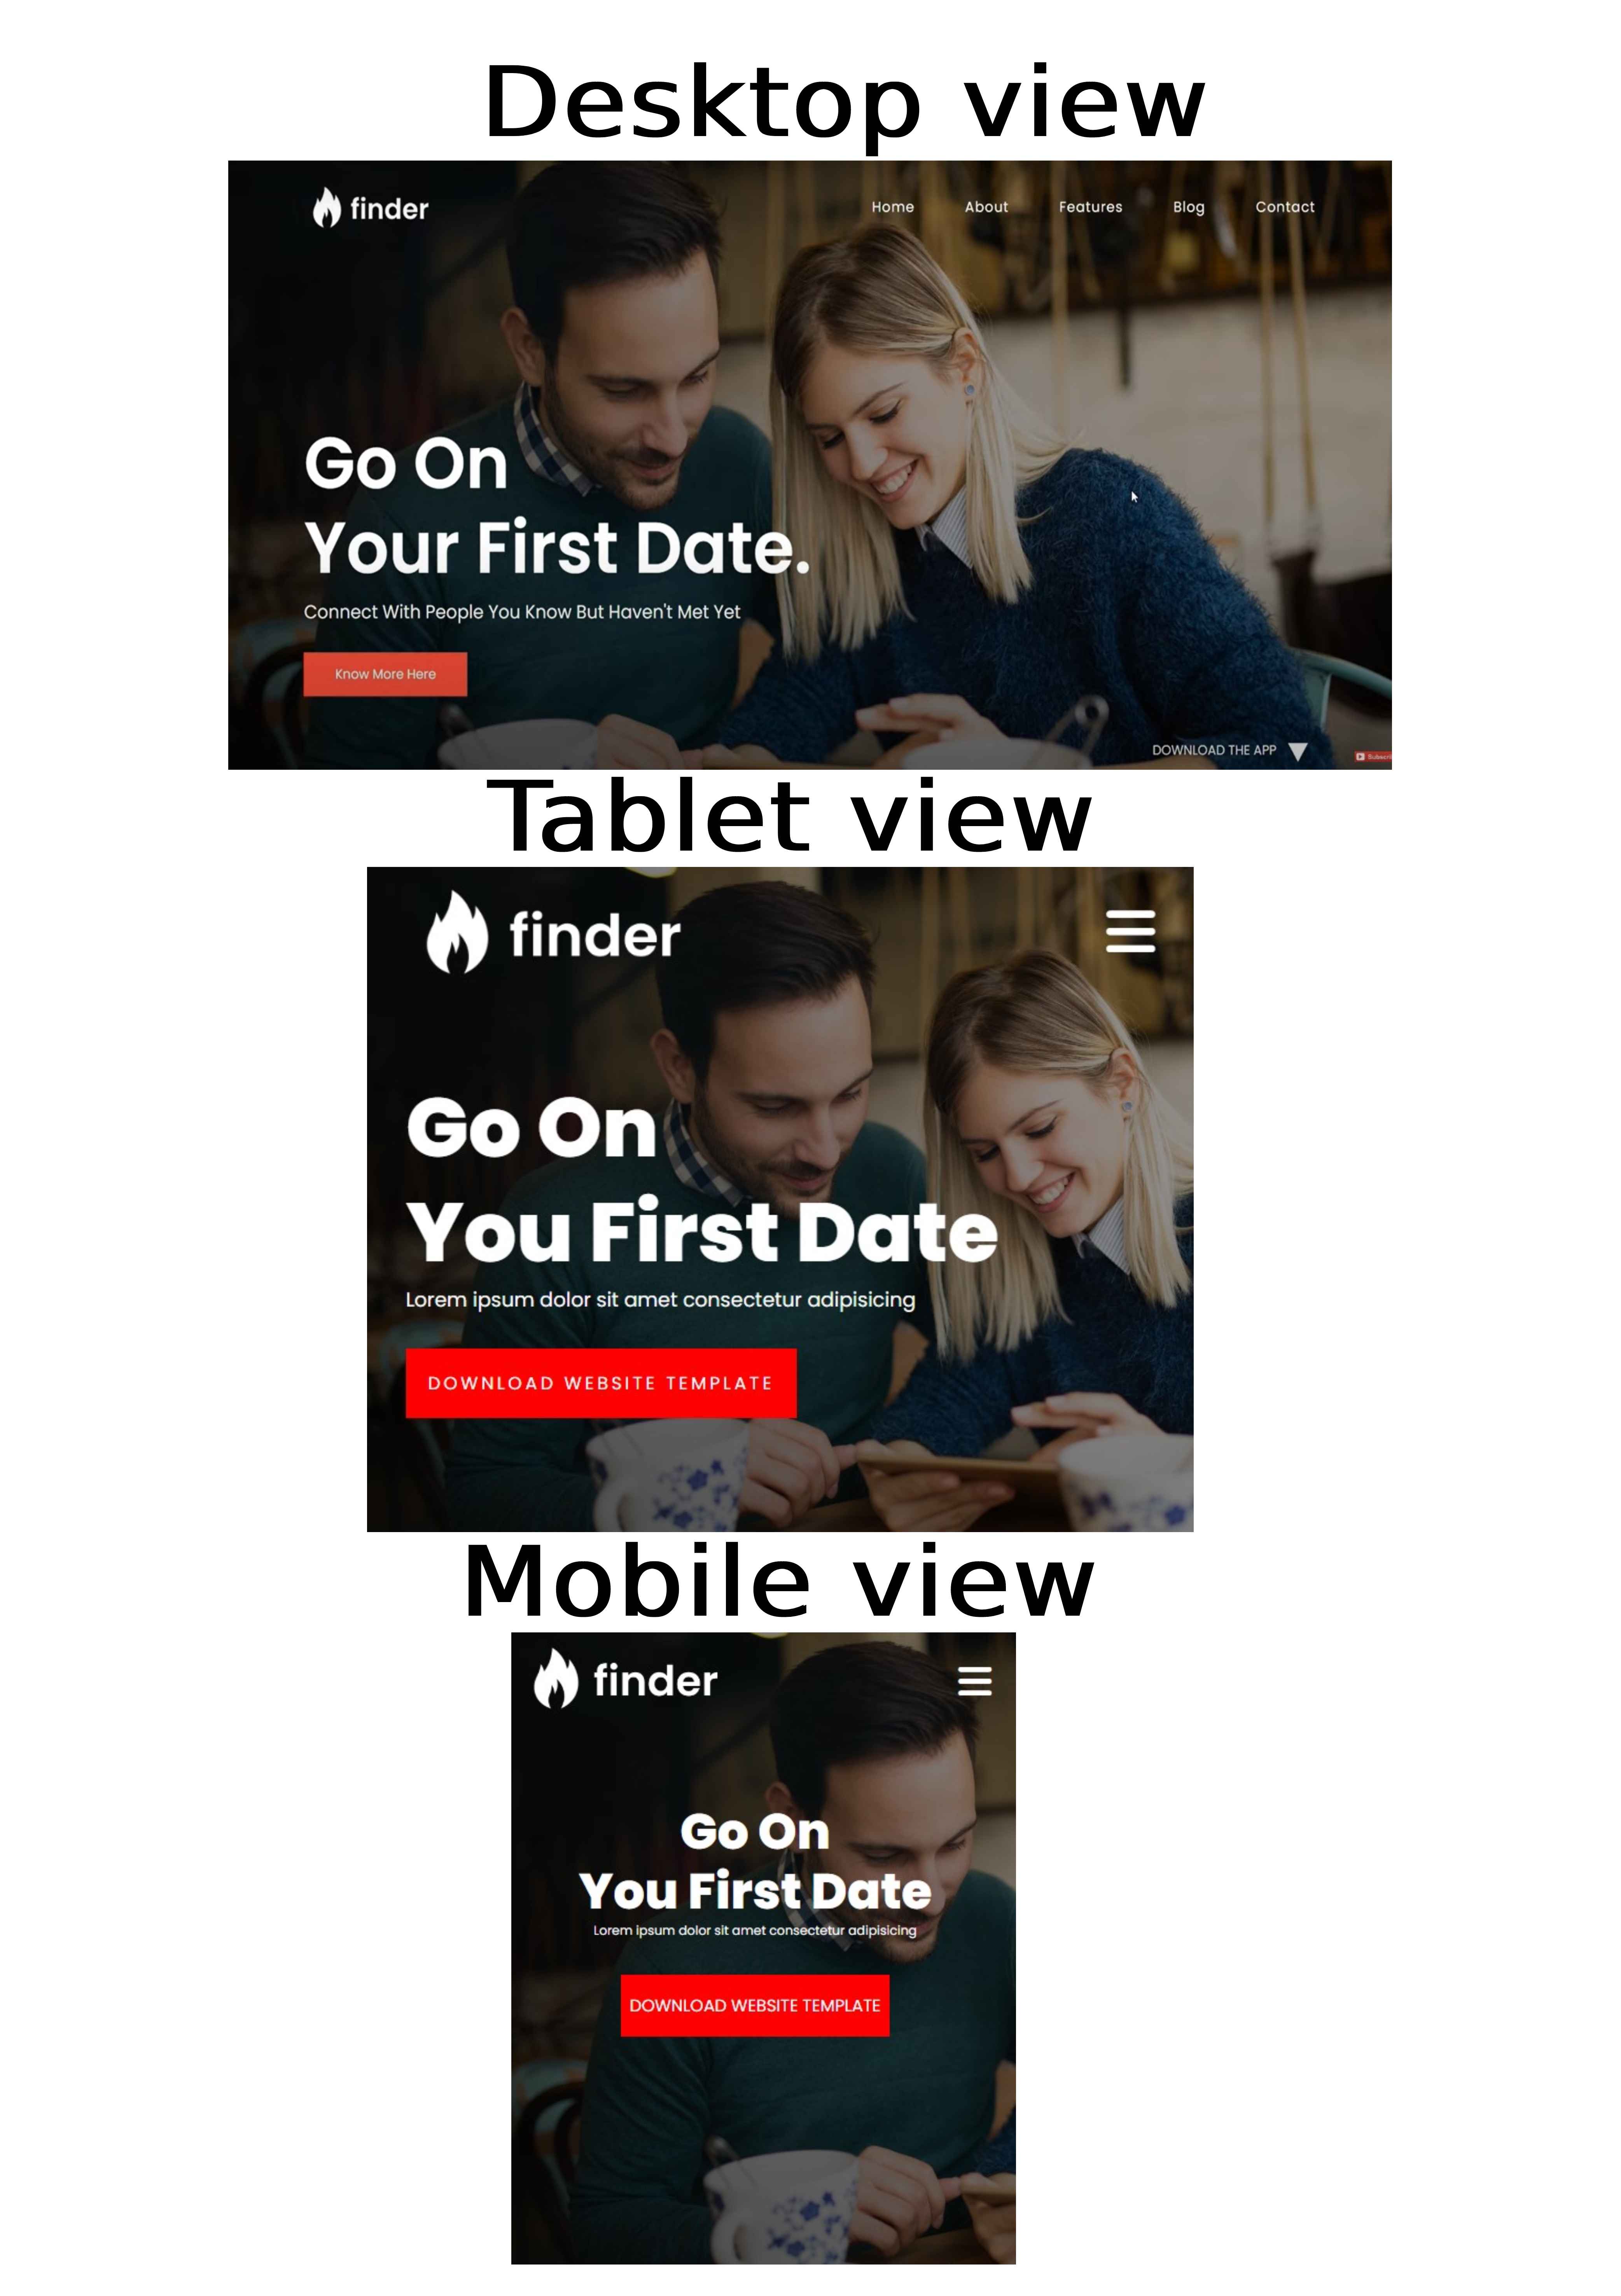 Desktop view
finder
Home About Features Blog Contact
Go On
Your First Date.
Connect With People You Know But Haven't Met Yet
Know More Here
DOWNLOAD THE APP
Tablet view
finder
Go On
You First Date
Lorem ipsum dolor sit amet consectetur adipisicing
DOWNLOAD WEBSITE TEMPLATE
Mobile view
finder
Go On
You First Date
Lorem ipsum dolor sit amet consectetur adipisicing
DOWNLOAD WEBSITE TEMPLATE